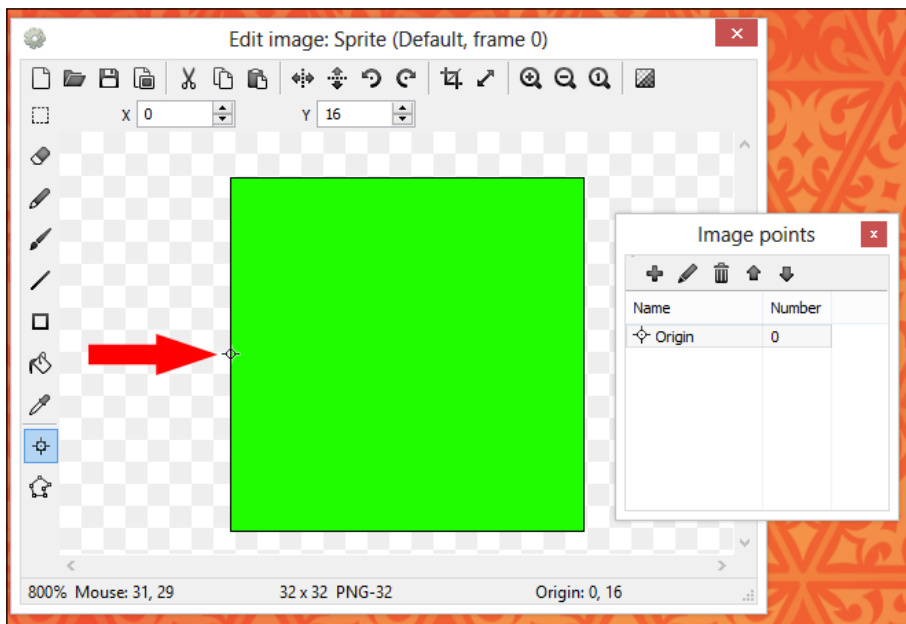 Edit image: Sprite (Default, frame 0)
X 0 Y 16
Image points
Name Number
Origin 0
800% Mouse: 31, 29 32 x 32 PNG-32 Origin: 0, 16